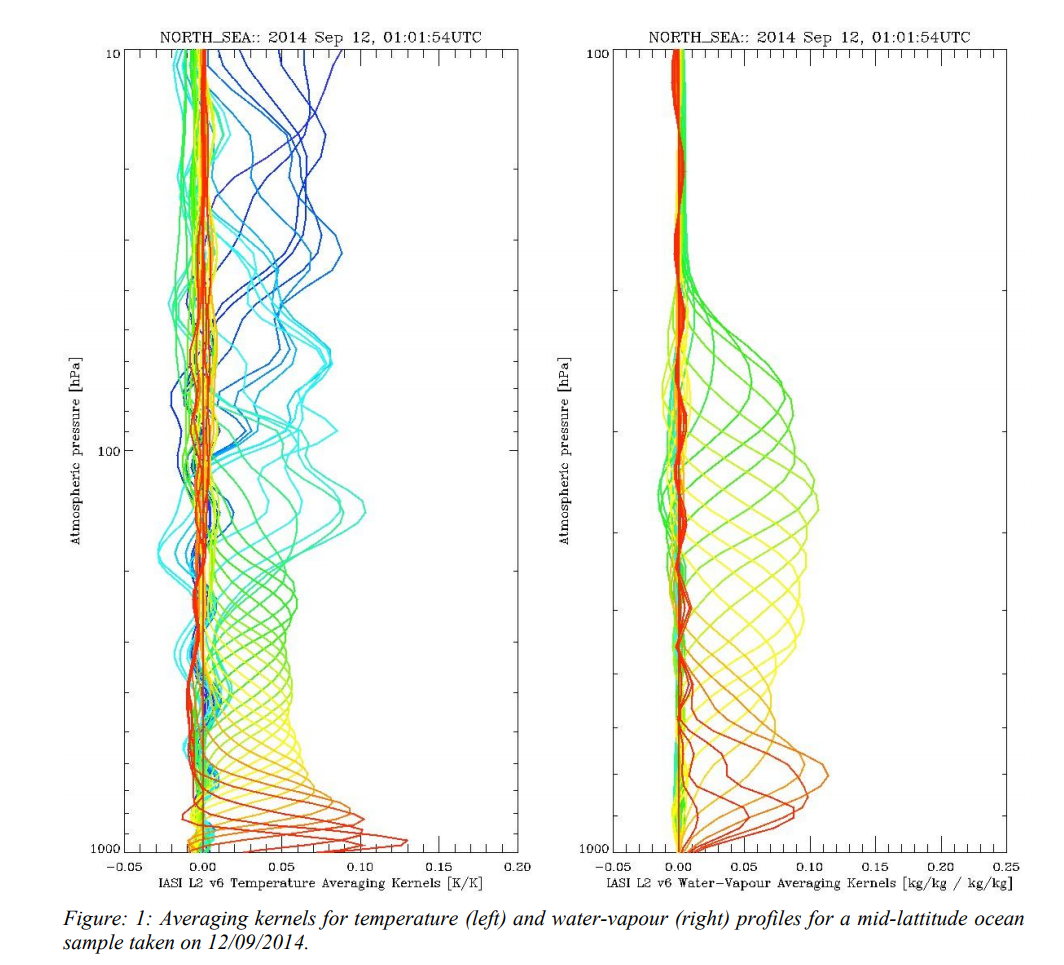 NORTH_SEA:: 2014 Sep 12, 01:01:54UTC
10
100
1000
Atmospheric pressure [hPa]
-0.05 0.00 0.05 0.10 0.15 0.20
IASI L2 v6 Temperature Averaging Kernels [K/K]
NORTH_SEA:: 2014 Sep 12, 01:01:54UTC
100
1000
Atmospheric pressure [hPa]
-0.05 0.00 0.05 0.10 0.15 0.20 0.25
IASI L2 v6 Water-Vapour Averaging Kernels [kg/kg / kg/kg]
Figure: 1: Averaging kernels for temperature (left) and water-vapour (right) profiles for a mid-lattitude ocean
sample taken on 12/09/2014.